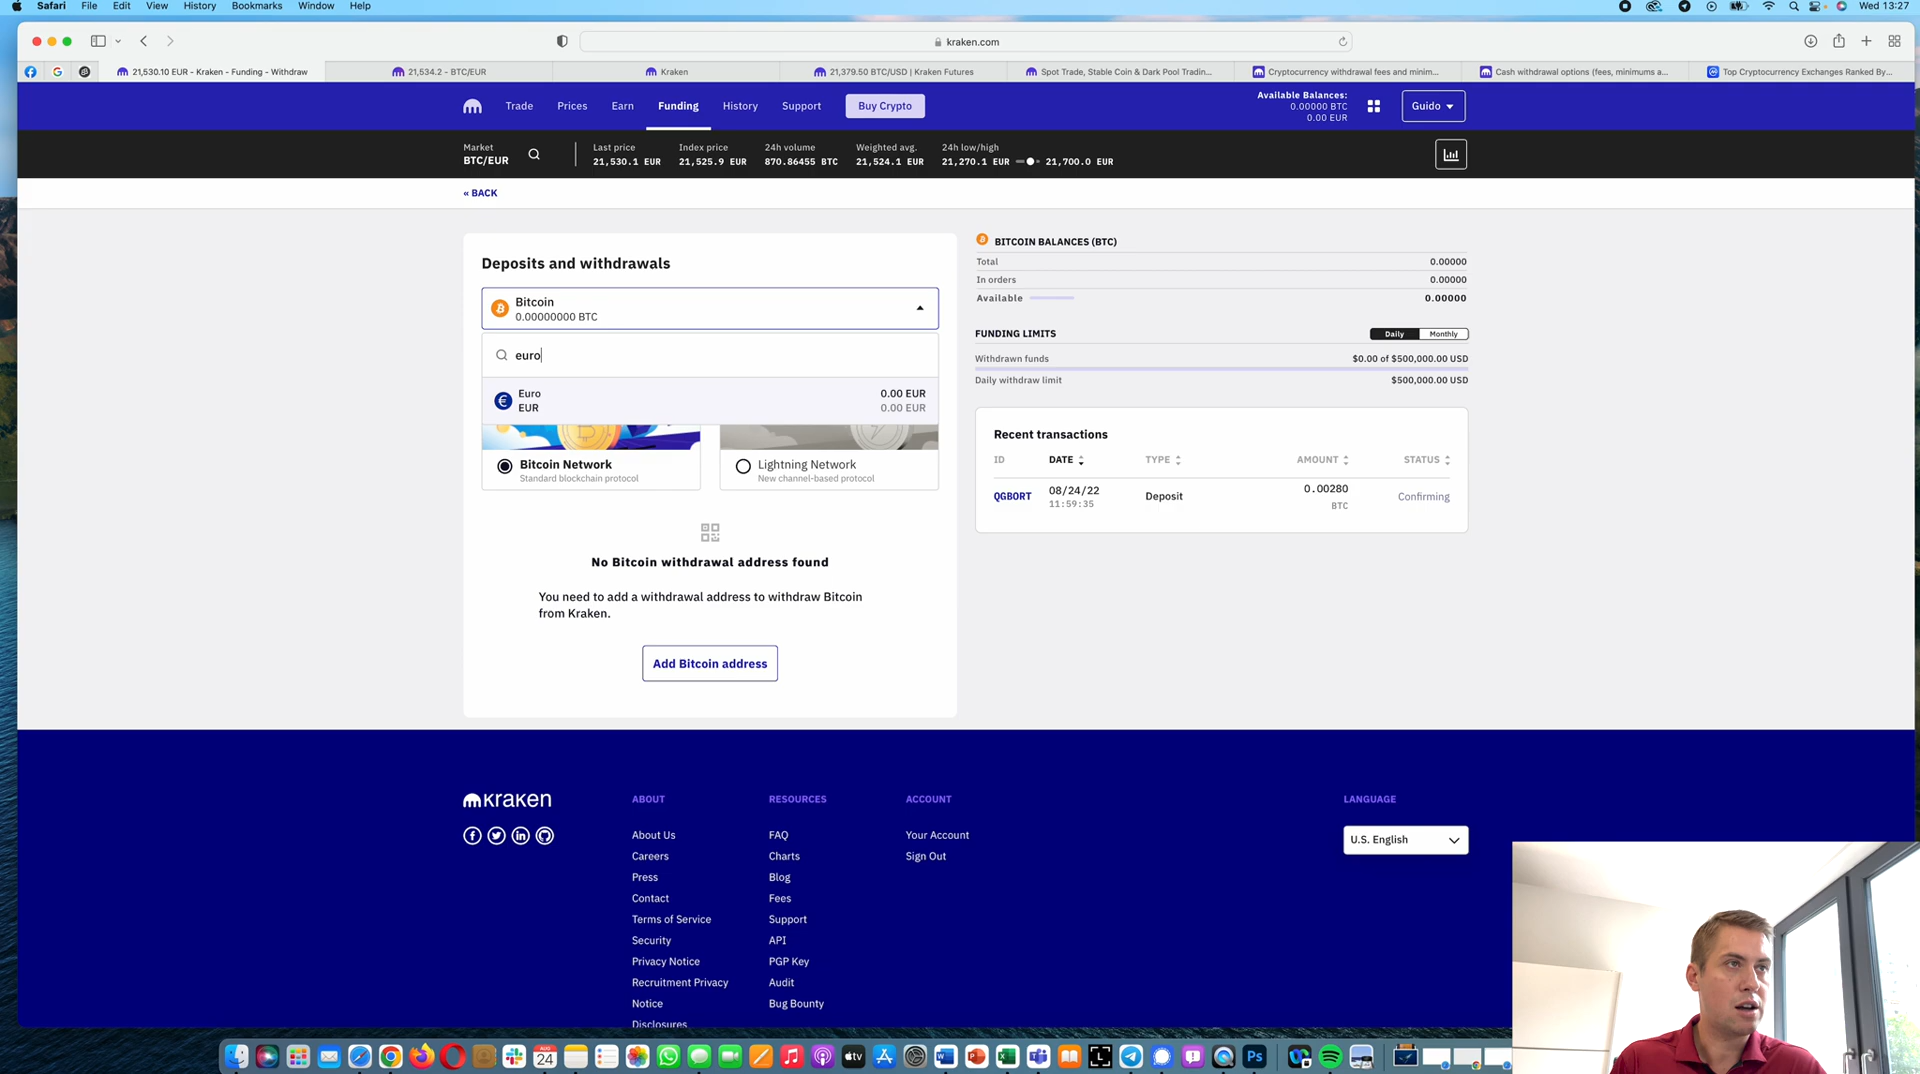 Safari File Edit View History Bookmarks Window Help Wed 13:27
kraken.com
21,530.10 EUR - Kraken - Funding - Withdraw
21,534.2 - BTC/EUR
Kraken
21,379.50 BTC/USD | Kraken Futures
Spot Trade, Stable Coin & Dark Pool Tradin...
Cryptocurrency withdrawal fees and minim...
Cash withdrawal options (fees, minimums a...
Top Cryptocurrency Exchanges Ranked By...
Trade Prices Earn Funding History Support Buy Crypto
Available Balances:
0.00000 BTC
0.00 EUR
Guido
Market
BTC/EUR
Last price
21,530.1 EUR
Index price
21,525.9 EUR
24h volume
870.86455 BTC
Weighted avg.
21,524.1 EUR
24h low/high
21,270.1 EUR 21,700.0 EUR
« BACK
Deposits and withdrawals
Bitcoin
0.00000000 BTC
euro
Euro 0.00 EUR
EUR 0.00 EUR
Bitcoin Network
Standard blockchain protocol
Lightning Network
New channel-based protocol
No Bitcoin withdrawal address found
You need to add a withdrawal address to withdraw Bitcoin
from Kraken.
Add Bitcoin address
BITCOIN BALANCES (BTC)
Total 0.00000
In orders 0.00000
Available 0.00000
FUNDING LIMITS Daily Monthly
Withdrawn funds $0.00 of $500,000.00 USD
Daily withdraw limit $500,000.00 USD
Recent transactions
ID DATE TYPE AMOUNT STATUS
QGBORT 08/24/22 Deposit 0.00280 Confirming
11:59:35 BTC
kraken
ABOUT
About Us
Careers
Press
Contact
Terms of Service
Security
Privacy Notice
Recruitment Privacy
Notice
Disclosures
RESOURCES
FAQ
Charts
Blog
Fees
Support
API
PGP Key
Audit
Bug Bounty
ACCOUNT
Your Account
Sign Out
LANGUAGE
U.S. English
24
tv